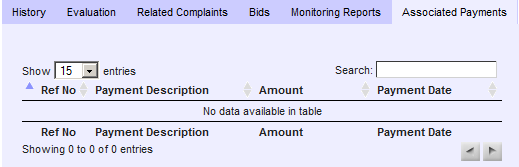 History Evaluation Related Complaints Bids Monitoring Reports Associated Payments
Show 15 entries Search:
Ref No Payment Description Amount Payment Date
No data available in table
Ref No Payment Description Amount Payment Date
Showing 0 to 0 of 0 entries